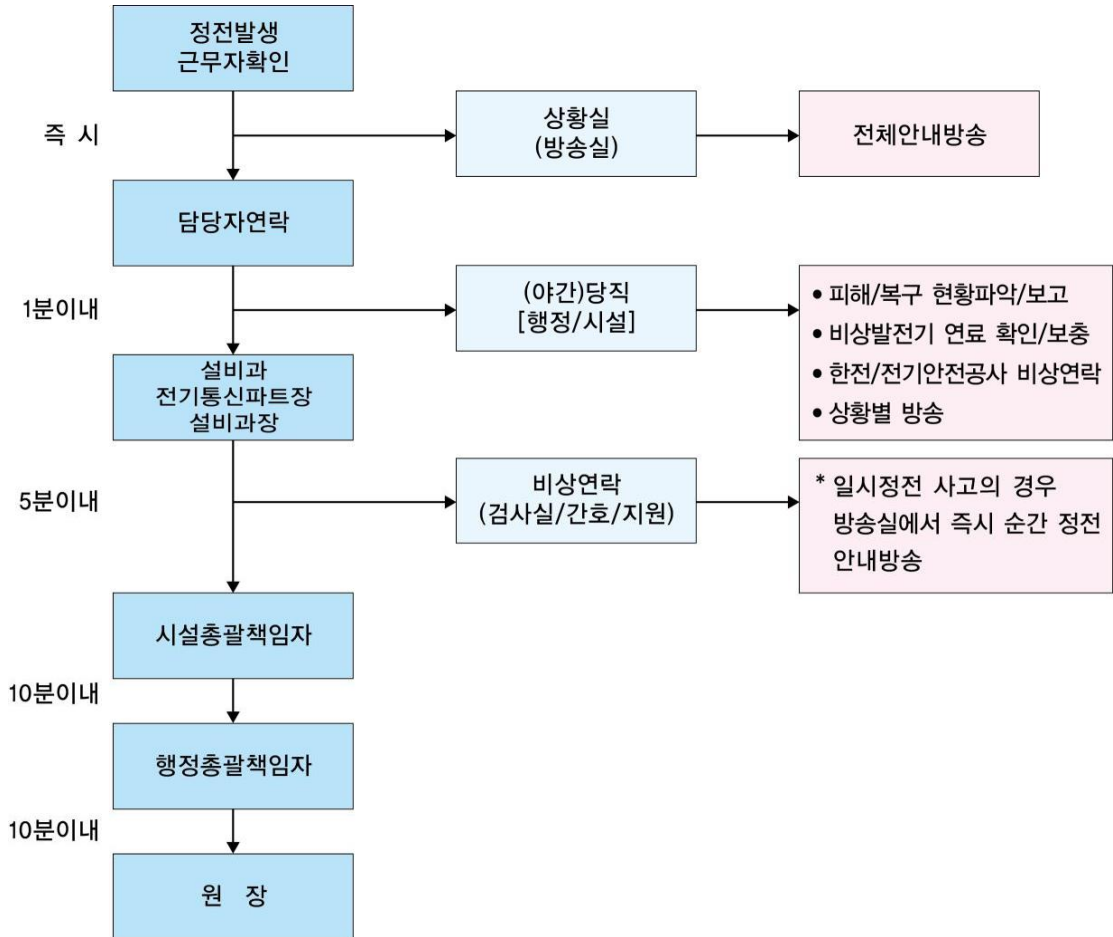 정전발생
근무자확인
즉 시
상황실
(방송실)
전체안내방송
담당자연락
1분이내
(야간)당직
[행정/시설]
• 피해/복구 현황파악/보고
• 비상발전기 연료 확인/보충
• 한전/전기안전공사 비상연락
• 상황별 방송
설비과
전기통신파트장
설비과장
5분이내
비상연락
(검사실/간호/지원)
* 일시정전 사고의 경우
방송실에서 즉시 순간 정전
안내방송
시설총괄책임자
10분이내
행정총괄책임자
10분이내
원 장